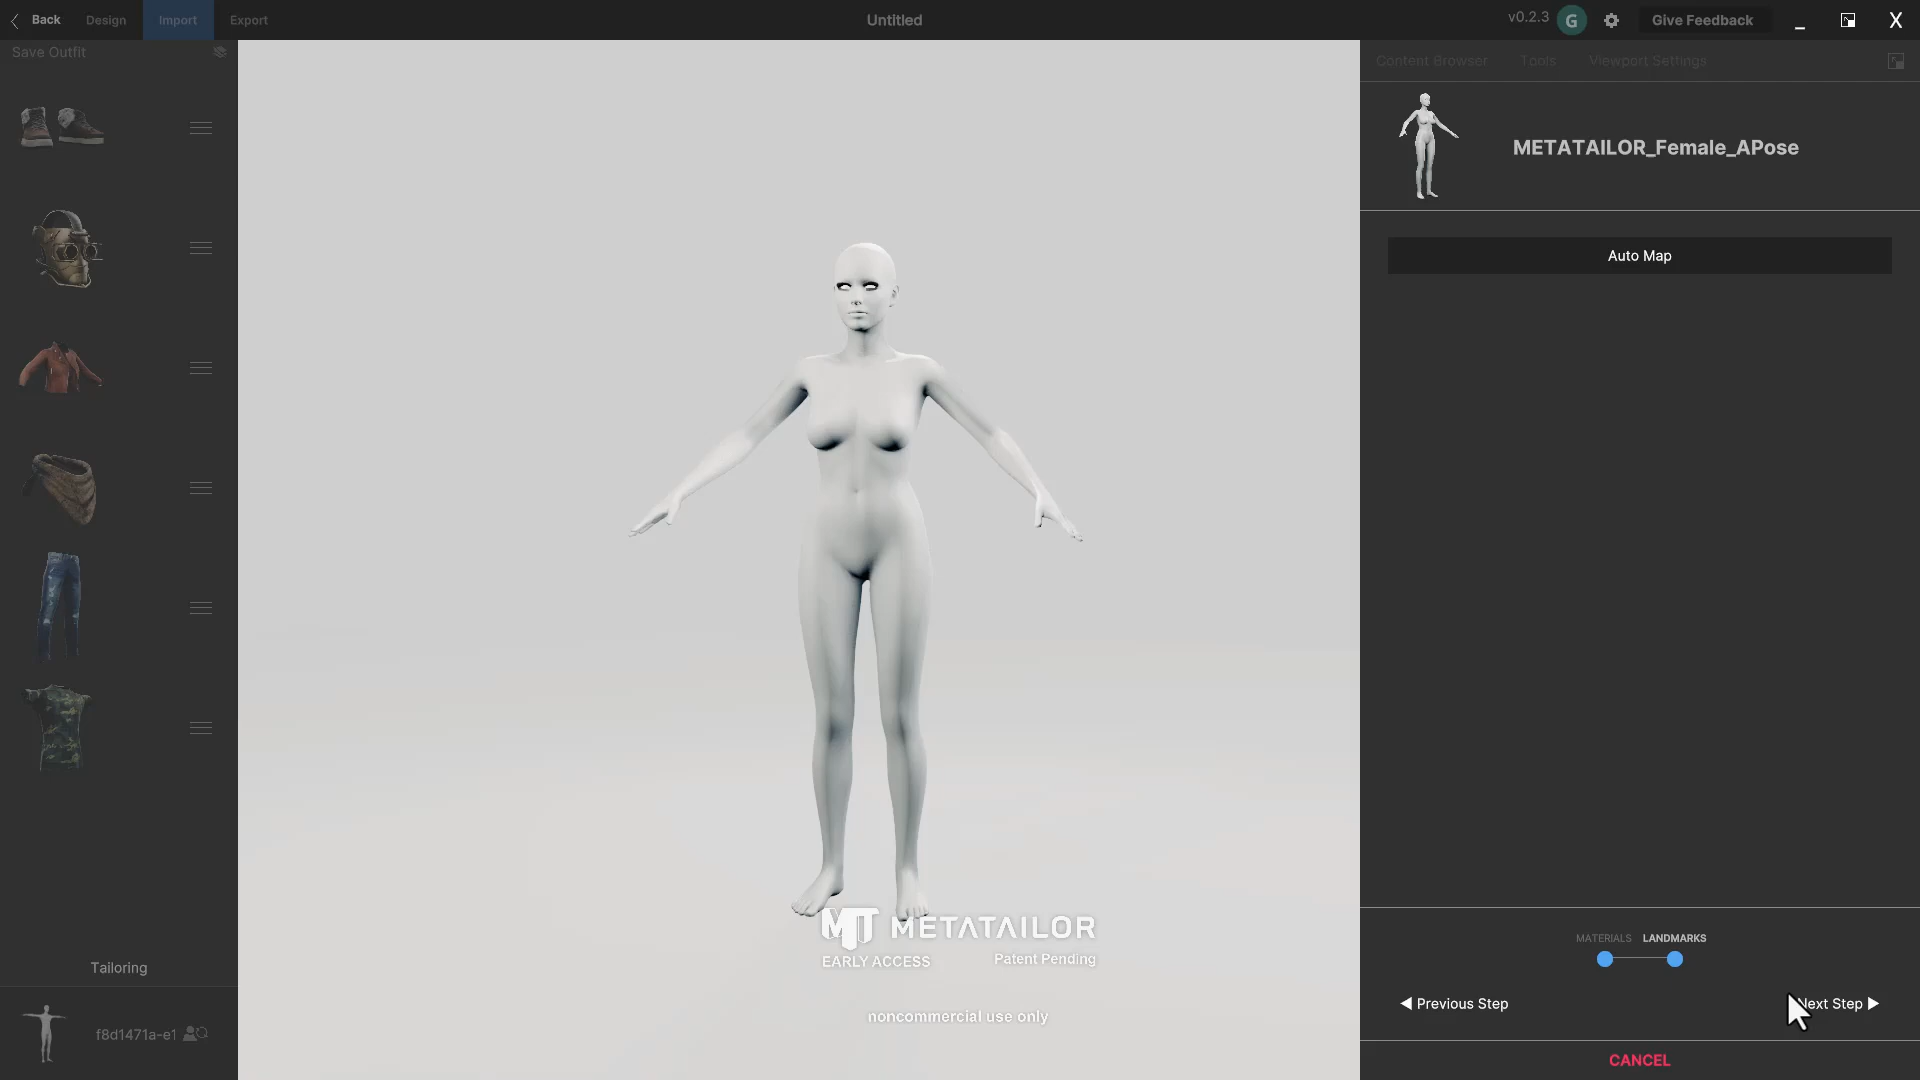 Back Design Import Export Untitled v0.2.3 G Give Feedback X
Save Outfit
Content Browser Tools Viewport Settings
METATAILOR_Female_APose
Auto Map
MT METATAILOR
EARLY ACCESS Patent Pending
noncommercial use only
Tailoring
f8d1471a-e1
MATERIALS LANDMARKS
Previous Step Next Step
CANCEL